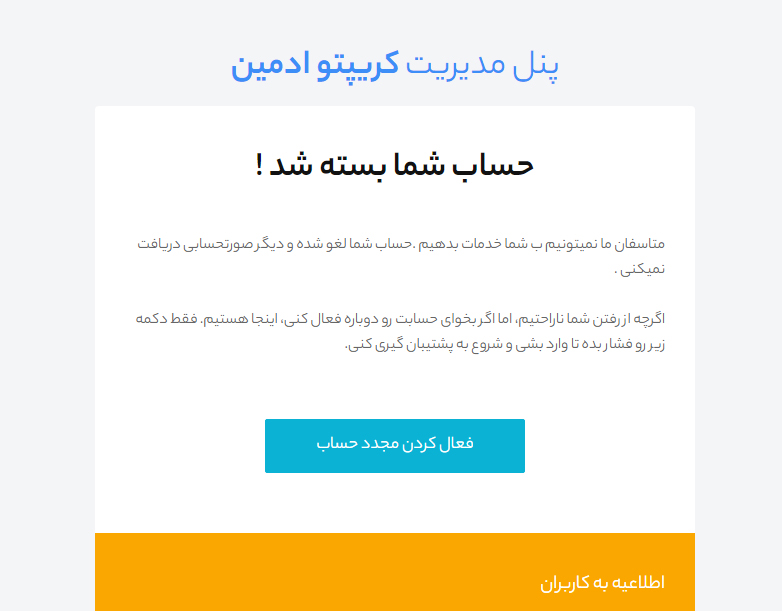 پنل مدیریت کریپتو ادمین
حساب شما بسته شد !
متاسفان ما نمیتونیم ب شما خدمات بدهیم .حساب شما لغو شده و دیگر صورتحسابی دریافت
نمیکنی .
اگرچه از رفتن شما ناراحتیم، اما اگر بخوای حسابت رو دوباره فعال کنی، اینجا هستیم. فقط دکمه
زیر رو فشار بده تا وارد بشی و شروع به پشتیبان گیری کنی.
فعال کردن مجدد حساب
اطلاعیه به کاربران